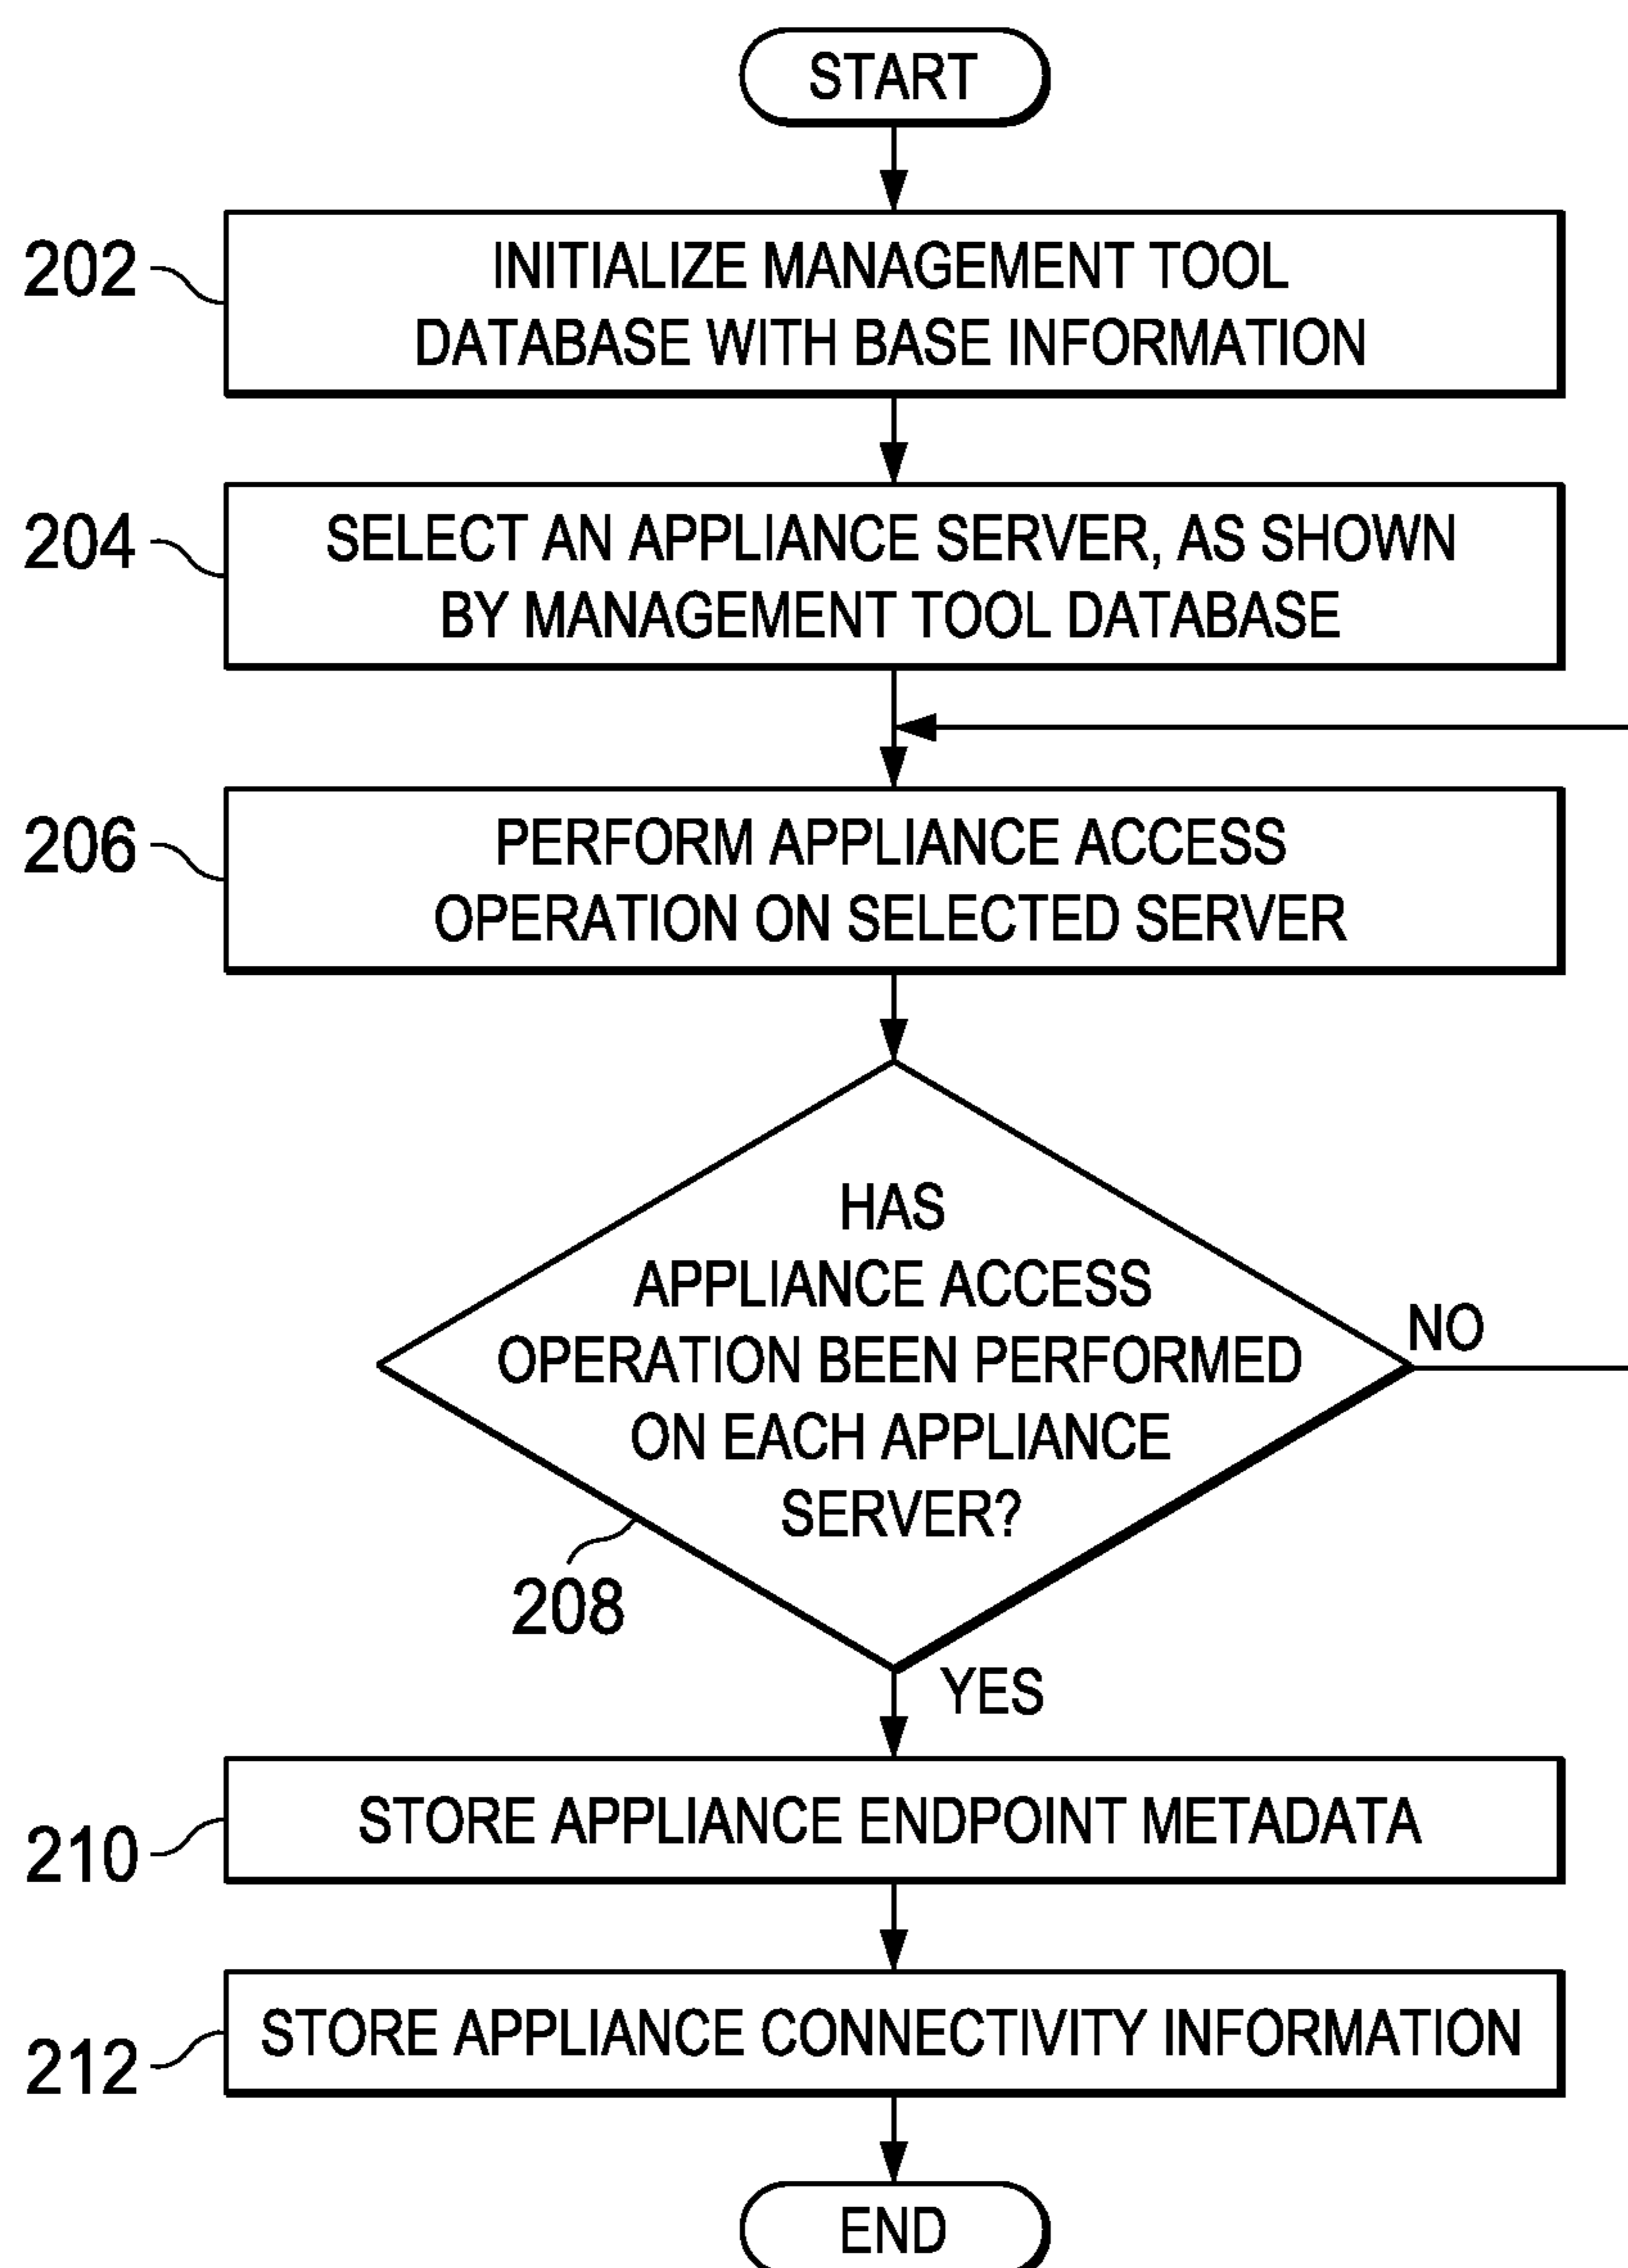 START
202
INITIALIZE MANAGEMENT TOOL
DATABASE WITH BASE INFORMATION
204
SELECT AN APPLIANCE SERVER, AS SHOWN
BY MANAGEMENT TOOL DATABASE
206
PERFORM APPLIANCE ACCESS
OPERATION ON SELECTED SERVER
HAS
APPLIANCE ACCESS
OPERATION BEEN PERFORMED
ON EACH APPLIANCE
SERVER?
NO
208
YES
210
STORE APPLIANCE ENDPOINT METADATA
212
STORE APPLIANCE CONNECTIVITY INFORMATION
END